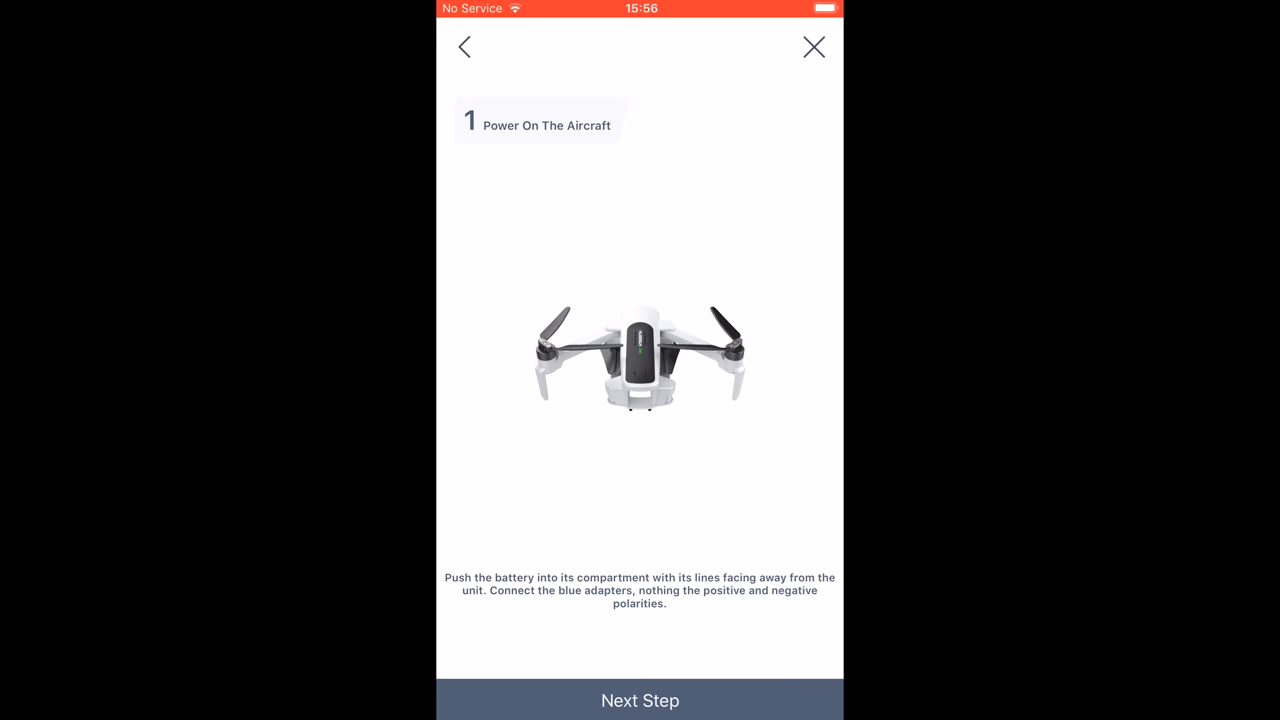 No Service 15:56
1 Power On The Aircraft
Push the battery into its compartment with its lines facing away from the
unit. Connect the blue adapters, nothing the positive and negative
polarities.
Next Step